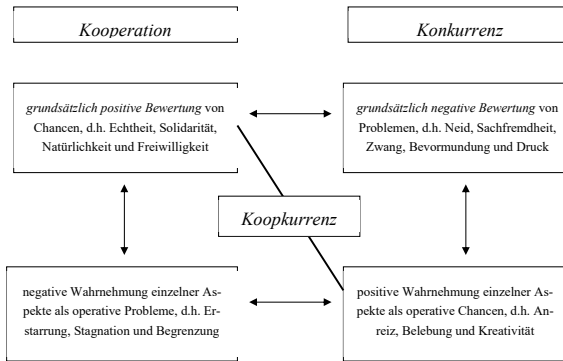 Kooperation
Konkurrenz
grundsätzlich positive Bewertung von
Chancen, d.h. Echtheit, Solidarität,
Natürlichkeit und Freiwilligkeit
grundsätzlich negative Bewertung von
Problemen, d.h. Neid, Sachfremdheit,
Zwang, Bevormundung und Druck
Koopkurrenz
negative Wahrnehmung einzelner As-
pekte als operative Probleme, d.h. Er-
starrung, Stagnation und Begrenzung
positive Wahrnehmung einzelner As-
pekte als operative Chancen, d.h. An-
reiz, Belebung und Kreativität